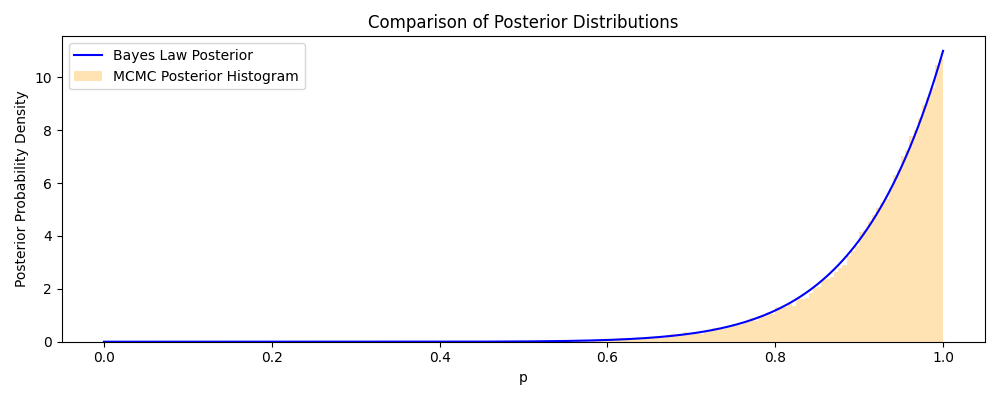 Comparison of Posterior Distributions
Bayes Law Posterior
MCMC Posterior Histogram
Posterior Probability Density
10
8
6
4
2
0
0.0 0.2 0.4 0.6 0.8 1.0
p